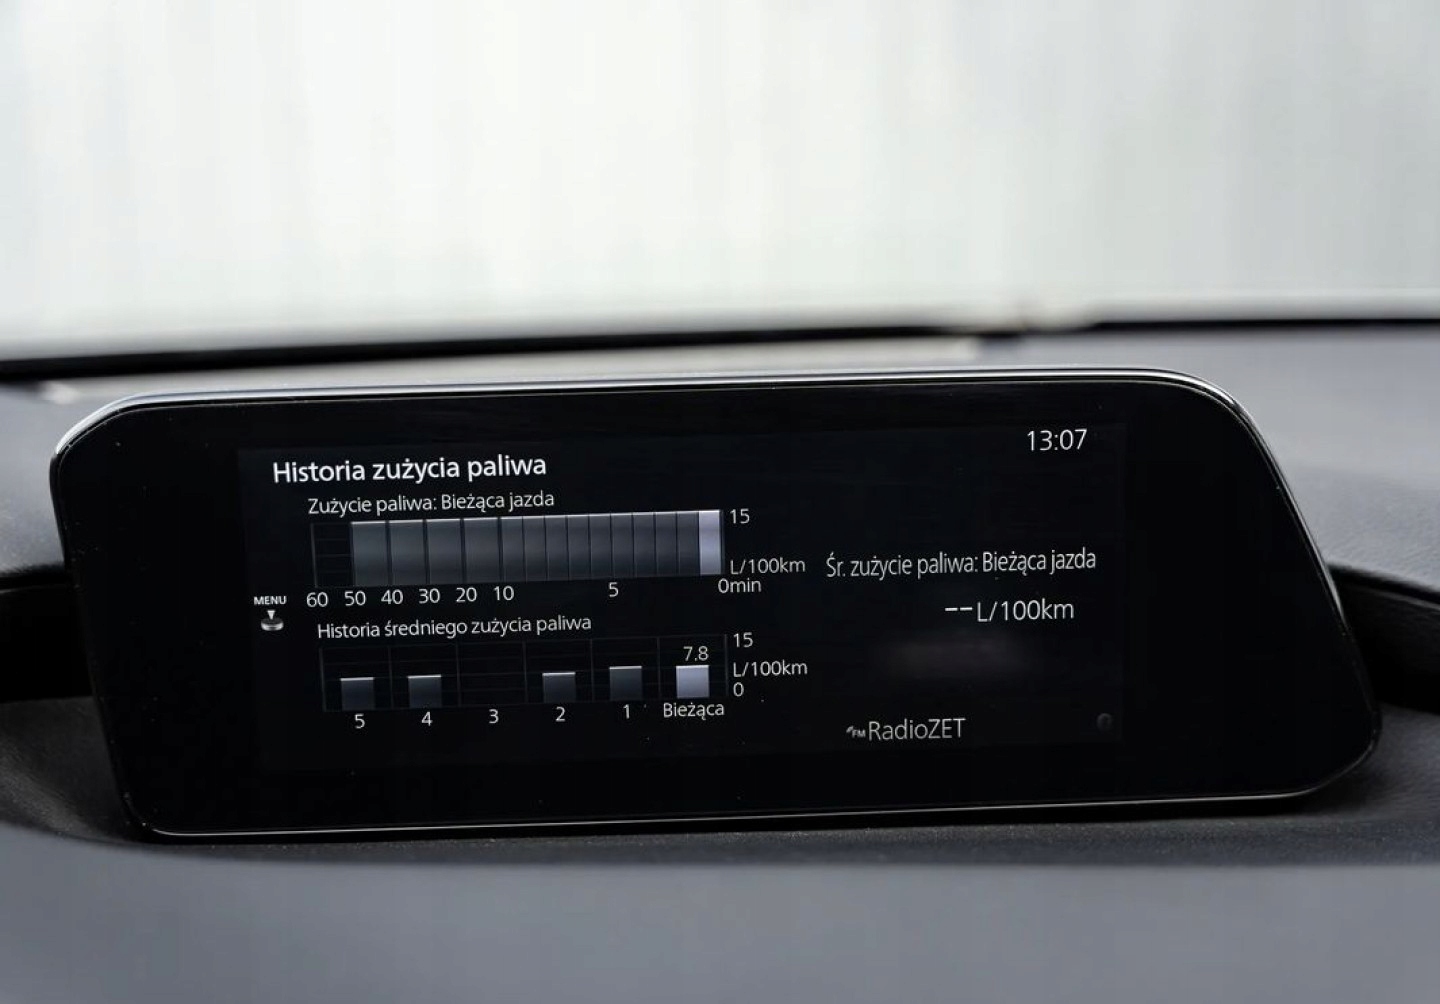 13:07
Historia zużycia paliwa
Zużycie paliwa: Bieżąca jazda
15
L/100km
60 50 40 30 20 10 5 0min
MENU
Historia średniego zużycia paliwa
15
7.8
L/100km
0
5 4 3 2 1 Bieżąca
Śr. zużycie paliwa: Bieżąca jazda
--L/100km
FM RadioZET